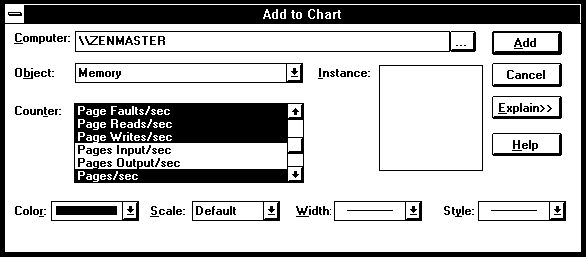 Add to Chart
Computer: \\ZENMASTER ... Add
Object: Memory Instance: Cancel
Counter: Page Faults/sec Explain>>
Page Reads/sec
Page Writes/sec
Pages Input/sec Help
Pages Output/sec
Pages/sec
Color: Scale: Default Width: Style: